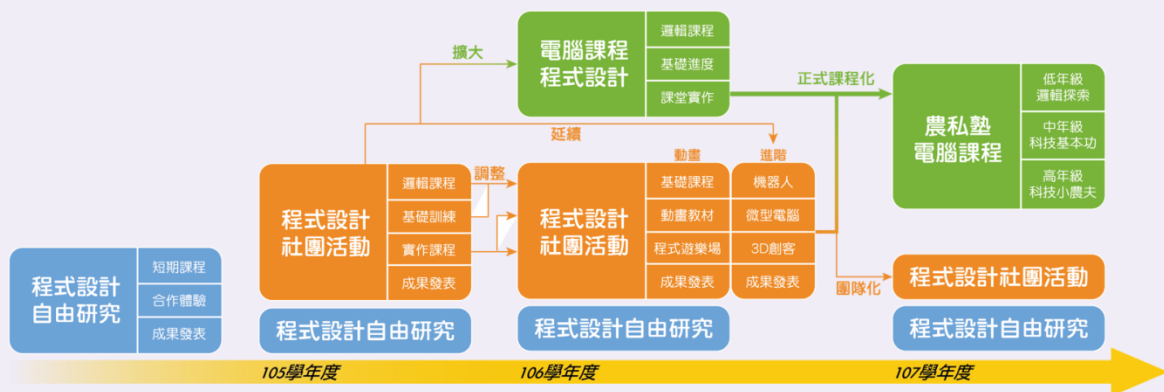 程式設計
自由研究
短期課程
合作體驗
成果發表
程式設計
社團活動
邏輯課程
基礎訓練
實作課程
成果發表
程式設計自由研究
擴大
延續
調整
電腦課程
程式設計
邏輯課程
基礎進度
課堂實作
程式設計
社團活動
動畫
基礎課程
動畫教材
程式遊樂場
成果發表
進階
機器人
微型電腦
3D創客
成果發表
程式設計自由研究
正式課程化
團隊化
農私塾
電腦課程
低年級
邏輯探索
中年級
科技基本功
高年級
科技小農夫
程式設計社團活動
程式設計自由研究
105學年度
106學年度
107學年度